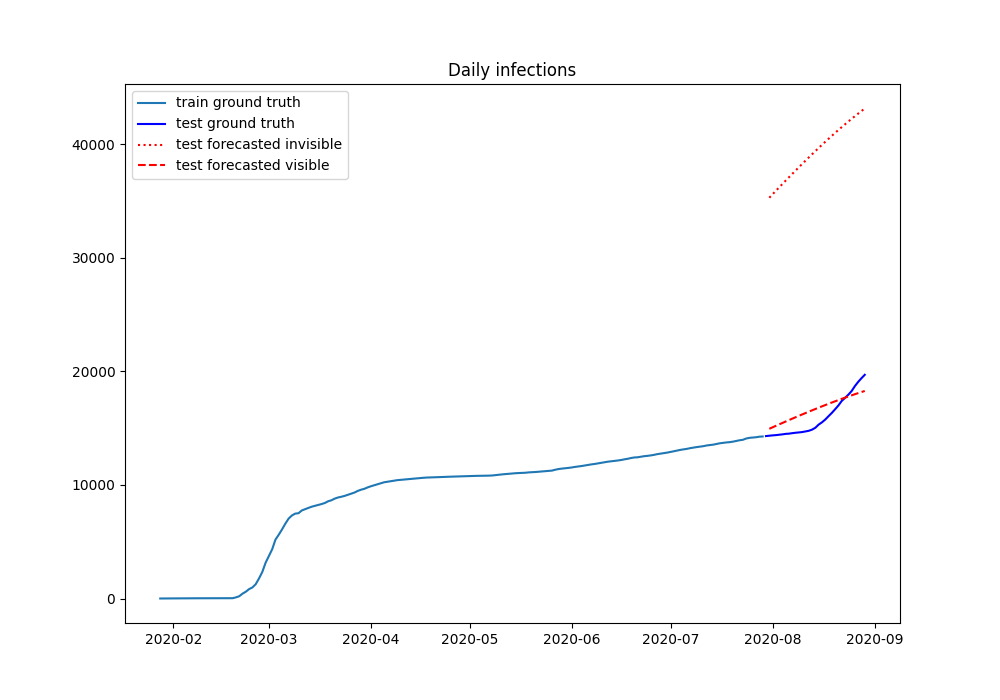 Daily infections
train ground truth
test ground truth
test forecasted invisible
test forecasted visible
40000
30000
20000
10000
0
2020-02 2020-03 2020-04 2020-05 2020-06 2020-07 2020-08 2020-09